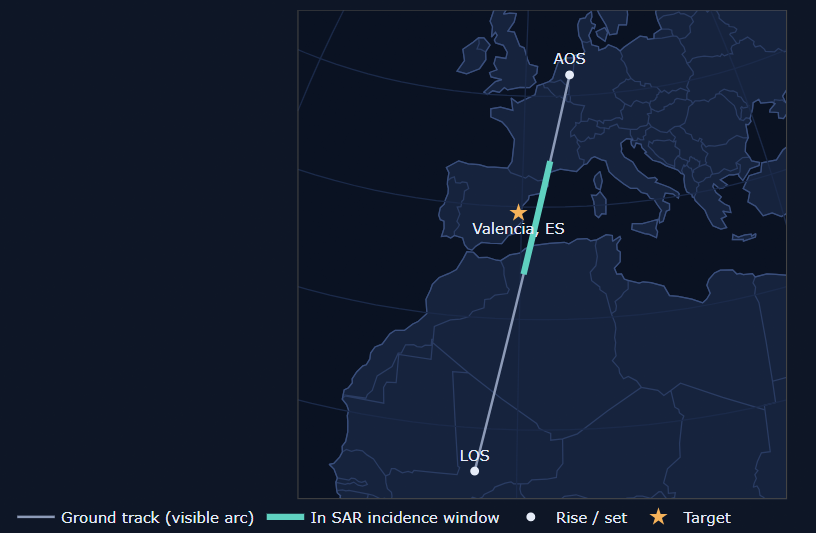 AOS
Valencia, ES
LOS
Ground track (visible arc)
In SAR incidence window
Rise / set
Target